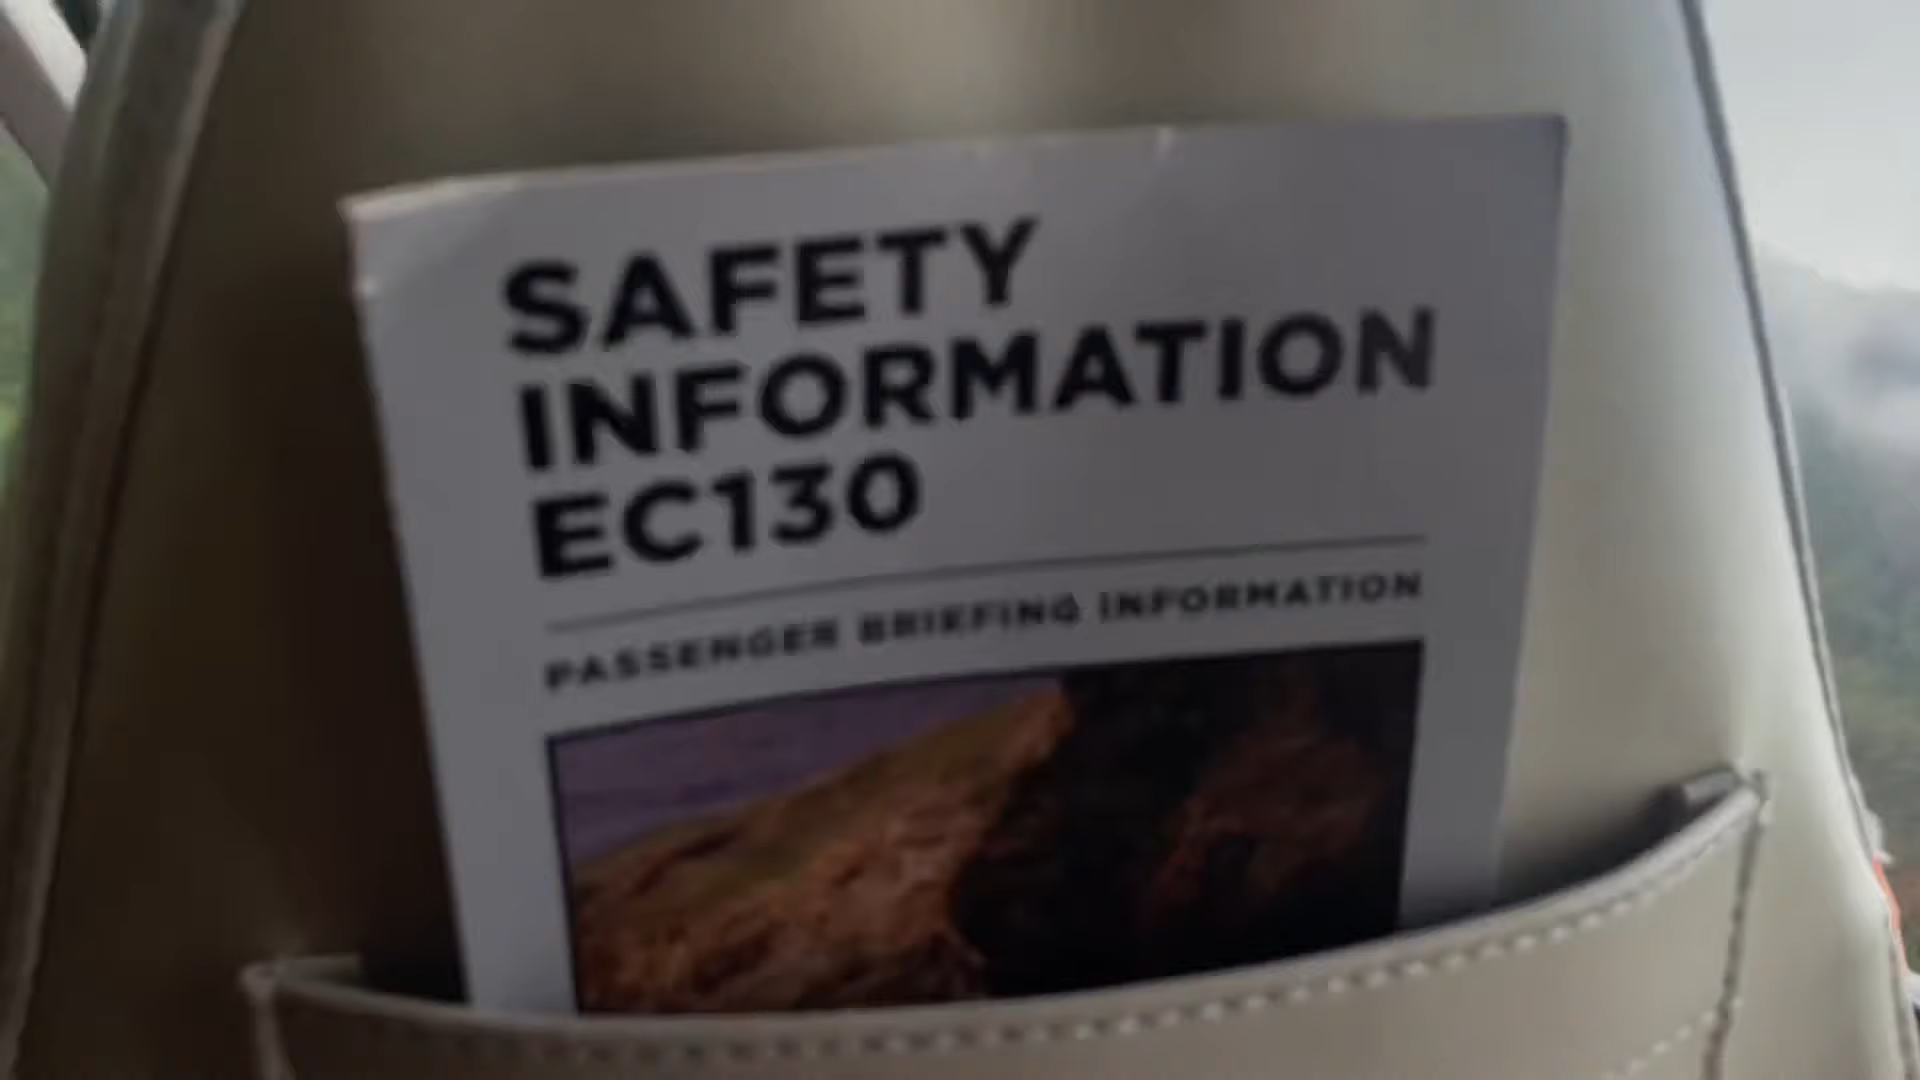 SAFETY
INFORMATION
EC130
PASSENGER BRIEFING INFORMATION